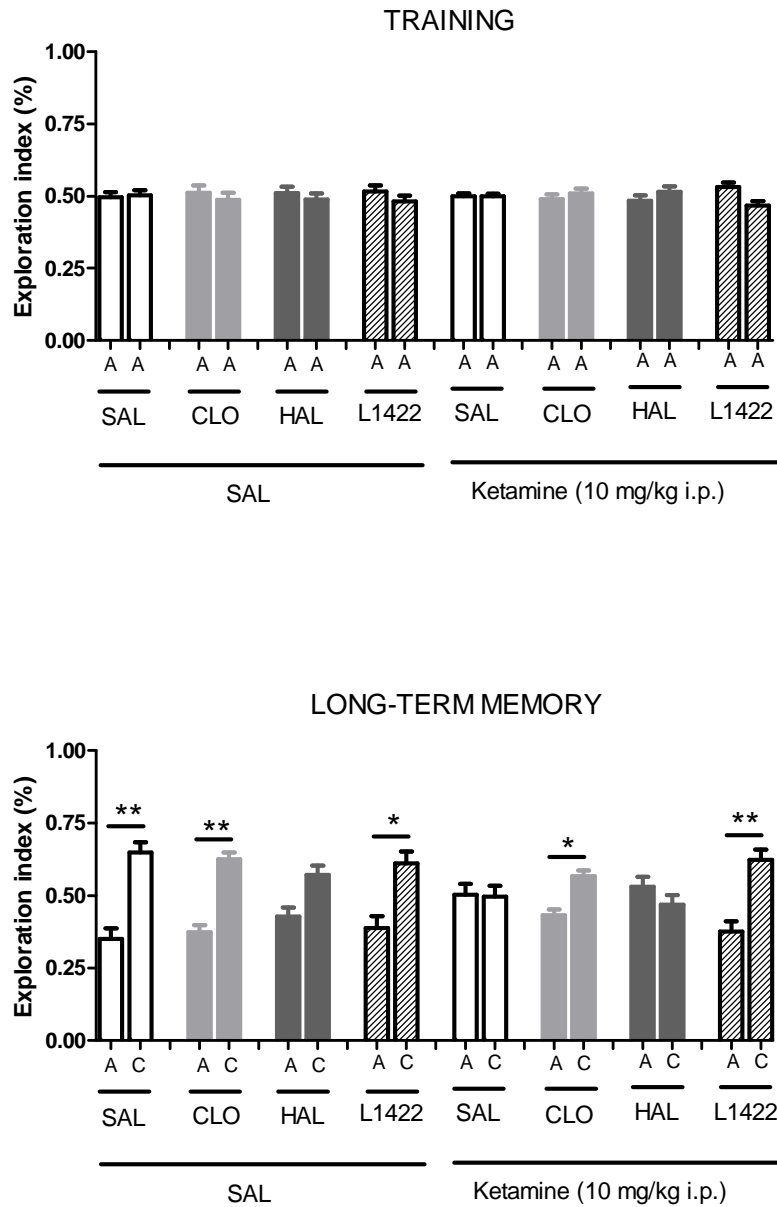 TRAINING
Exploration index (%)
1.00
0.75
0.50
0.25
0.00
A A A A A A A A A A A A A A A A
SAL CLO HAL L1422 SAL CLO HAL L1422
SAL Ketamine (10 mg/kg i.p.)
LONG-TERM MEMORY
Exploration index (%)
1.00
0.75
0.50
0.25
0.00
** ** * * **
A C A C A C A C A C A C A C A C
SAL CLO HAL L1422 SAL CLO HAL L1422
SAL Ketamine (10 mg/kg i.p.)